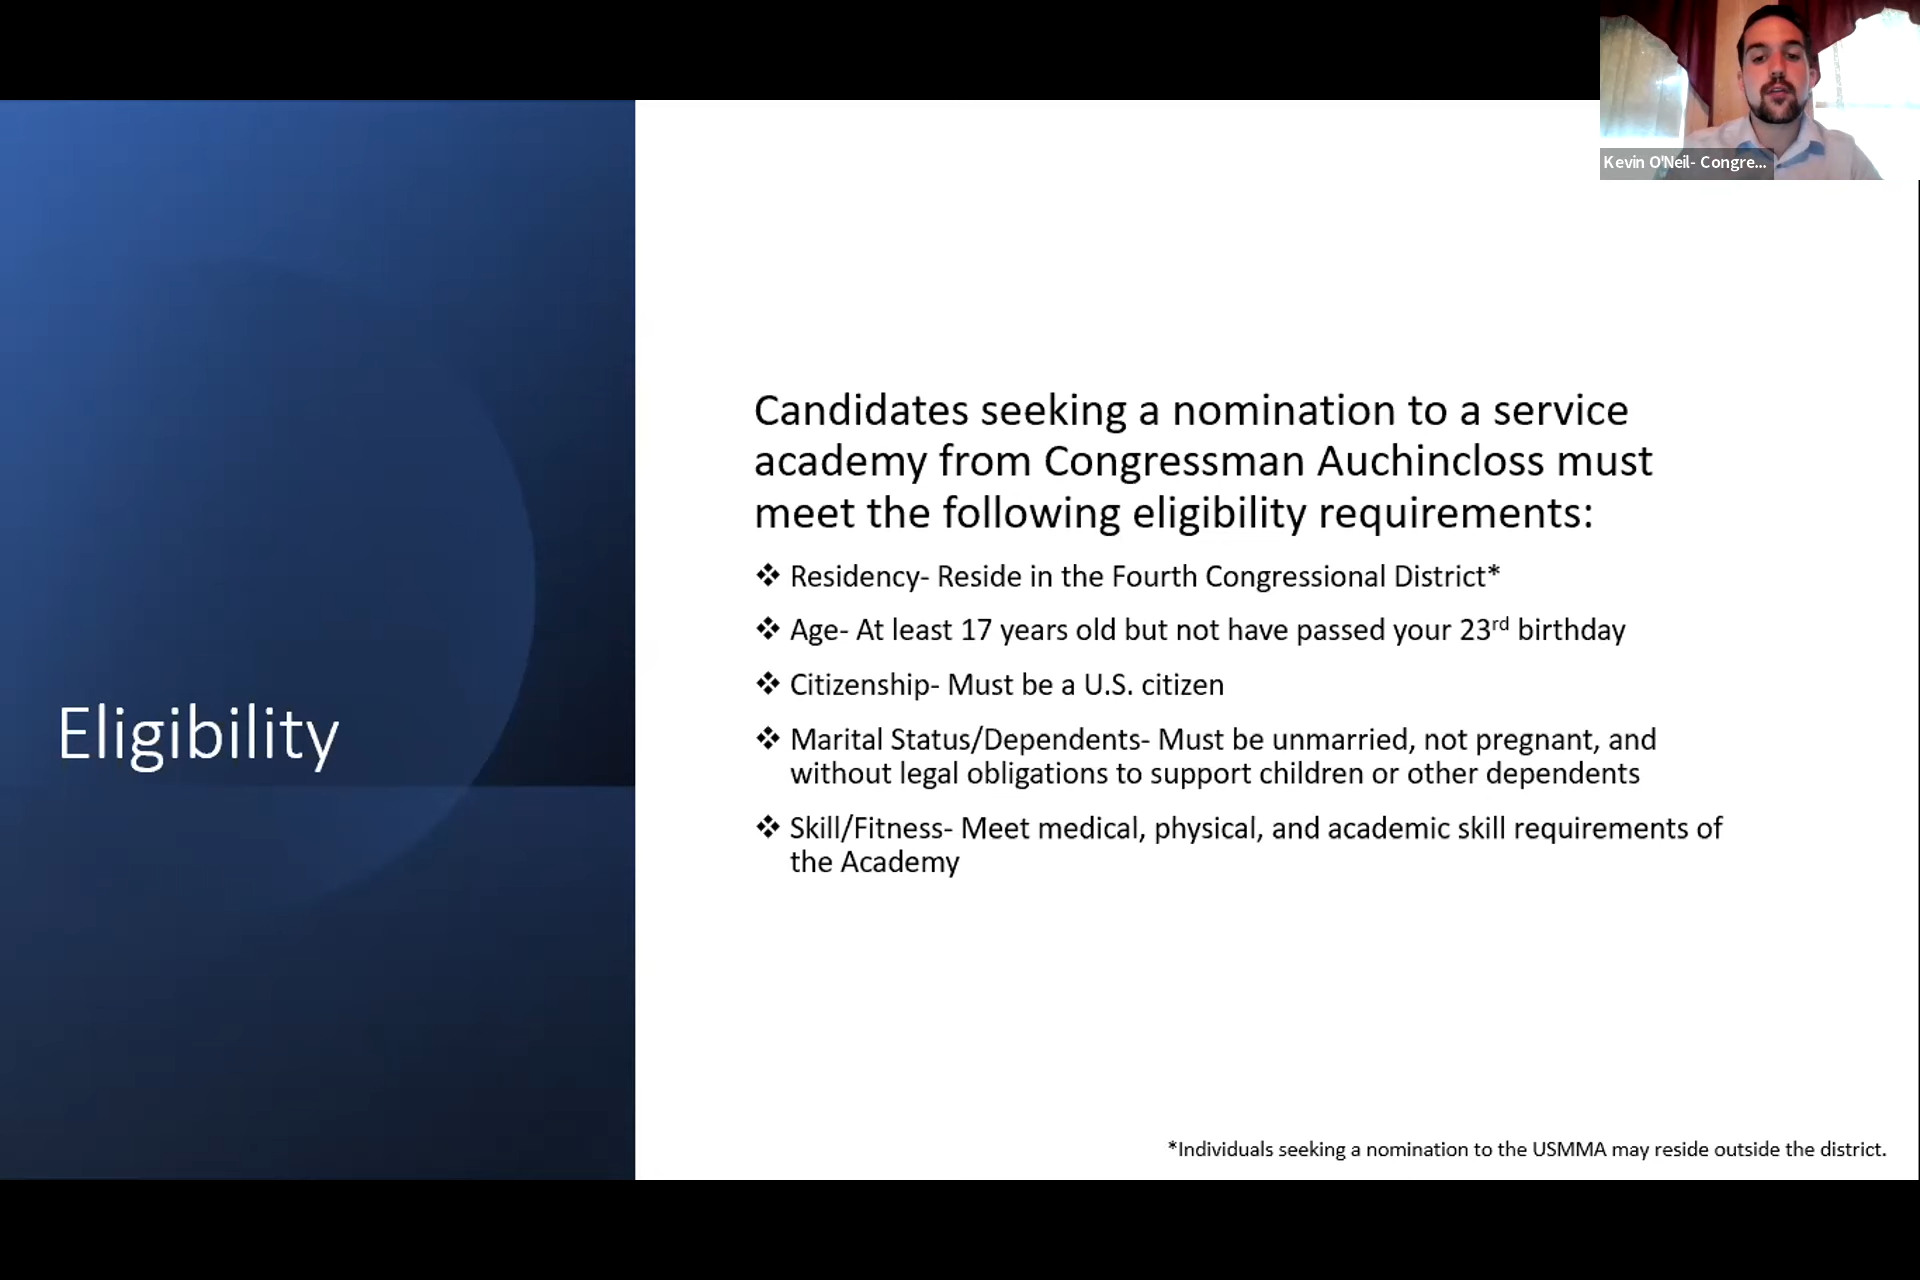 Kevin O'Neil- Congre...
Eligibility
Candidates seeking a nomination to a service
academy from Congressman Auchincloss must
meet the following eligibility requirements:
❖ Residency- Reside in the Fourth Congressional District*
❖ Age- At least 17 years old but not have passed your 23rd birthday
❖ Citizenship- Must be a U.S. citizen
❖ Marital Status/Dependents- Must be unmarried, not pregnant, and
without legal obligations to support children or other dependents
❖ Skill/Fitness- Meet medical, physical, and academic skill requirements of
the Academy
*Individuals seeking a nomination to the USMMA may reside outside the district.